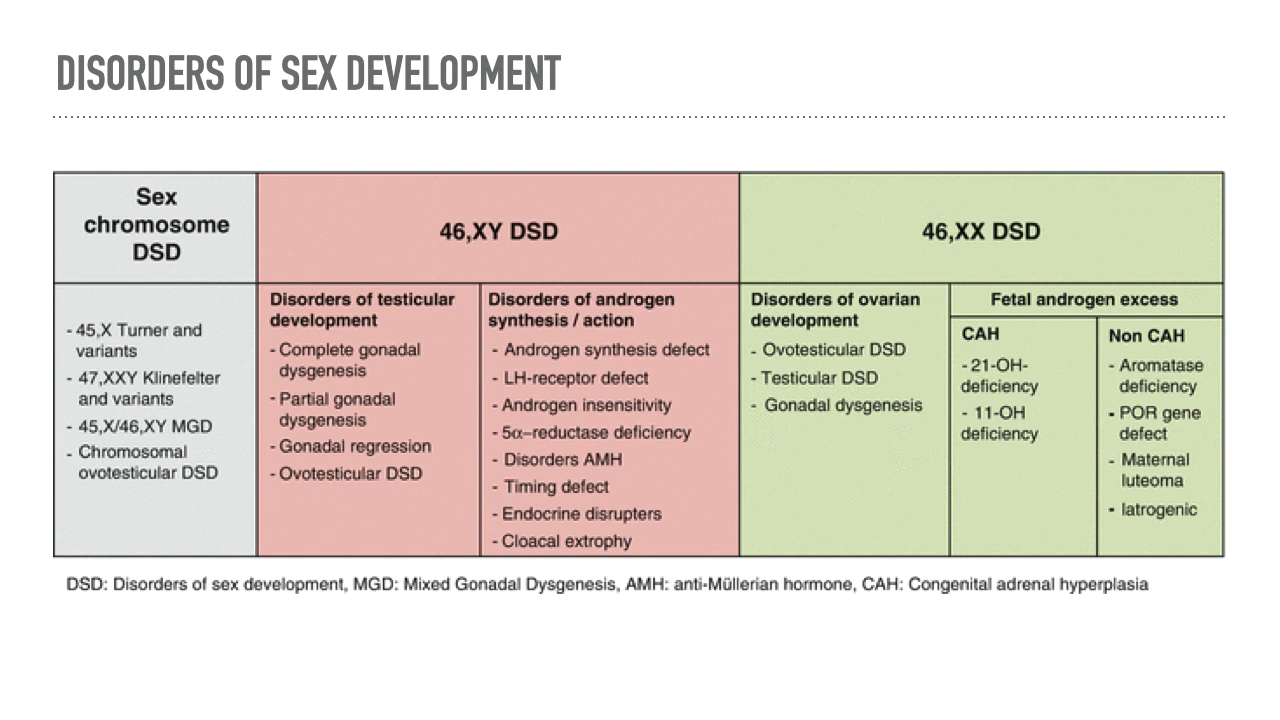 DISORDERS OF SEX DEVELOPMENT
Sex
chromosome
DSD
46,XY DSD
46,XX DSD
- 45,X Turner and
variants
- 47,XXY Klinefelter
and variants
- 45,X/46,XY MGD
- Chromosomal
ovotesticular DSD
Disorders of testicular
development
- Complete gonadal
dysgenesis
- Partial gonadal
dysgenesis
- Gonadal regression
- Ovotesticular DSD
Disorders of androgen
synthesis / action
- Androgen synthesis defect
- LH-receptor defect
- Androgen insensitivity
- 5α–reductase deficiency
- Disorders AMH
- Timing defect
- Endocrine disrupters
- Cloacal extrophy
Disorders of ovarian
development
- Ovotesticular DSD
- Testicular DSD
- Gonadal dysgenesis
Fetal androgen excess
CAH
- 21-OH-
deficiency
- 11-OH
deficiency
Non CAH
- Aromatase
deficiency
- POR gene
defect
- Maternal
luteoma
- Iatrogenic
DSD: Disorders of sex development, MGD: Mixed Gonadal Dysgenesis, AMH: anti-Müllerian hormone, CAH: Congenital adrenal hyperplasia